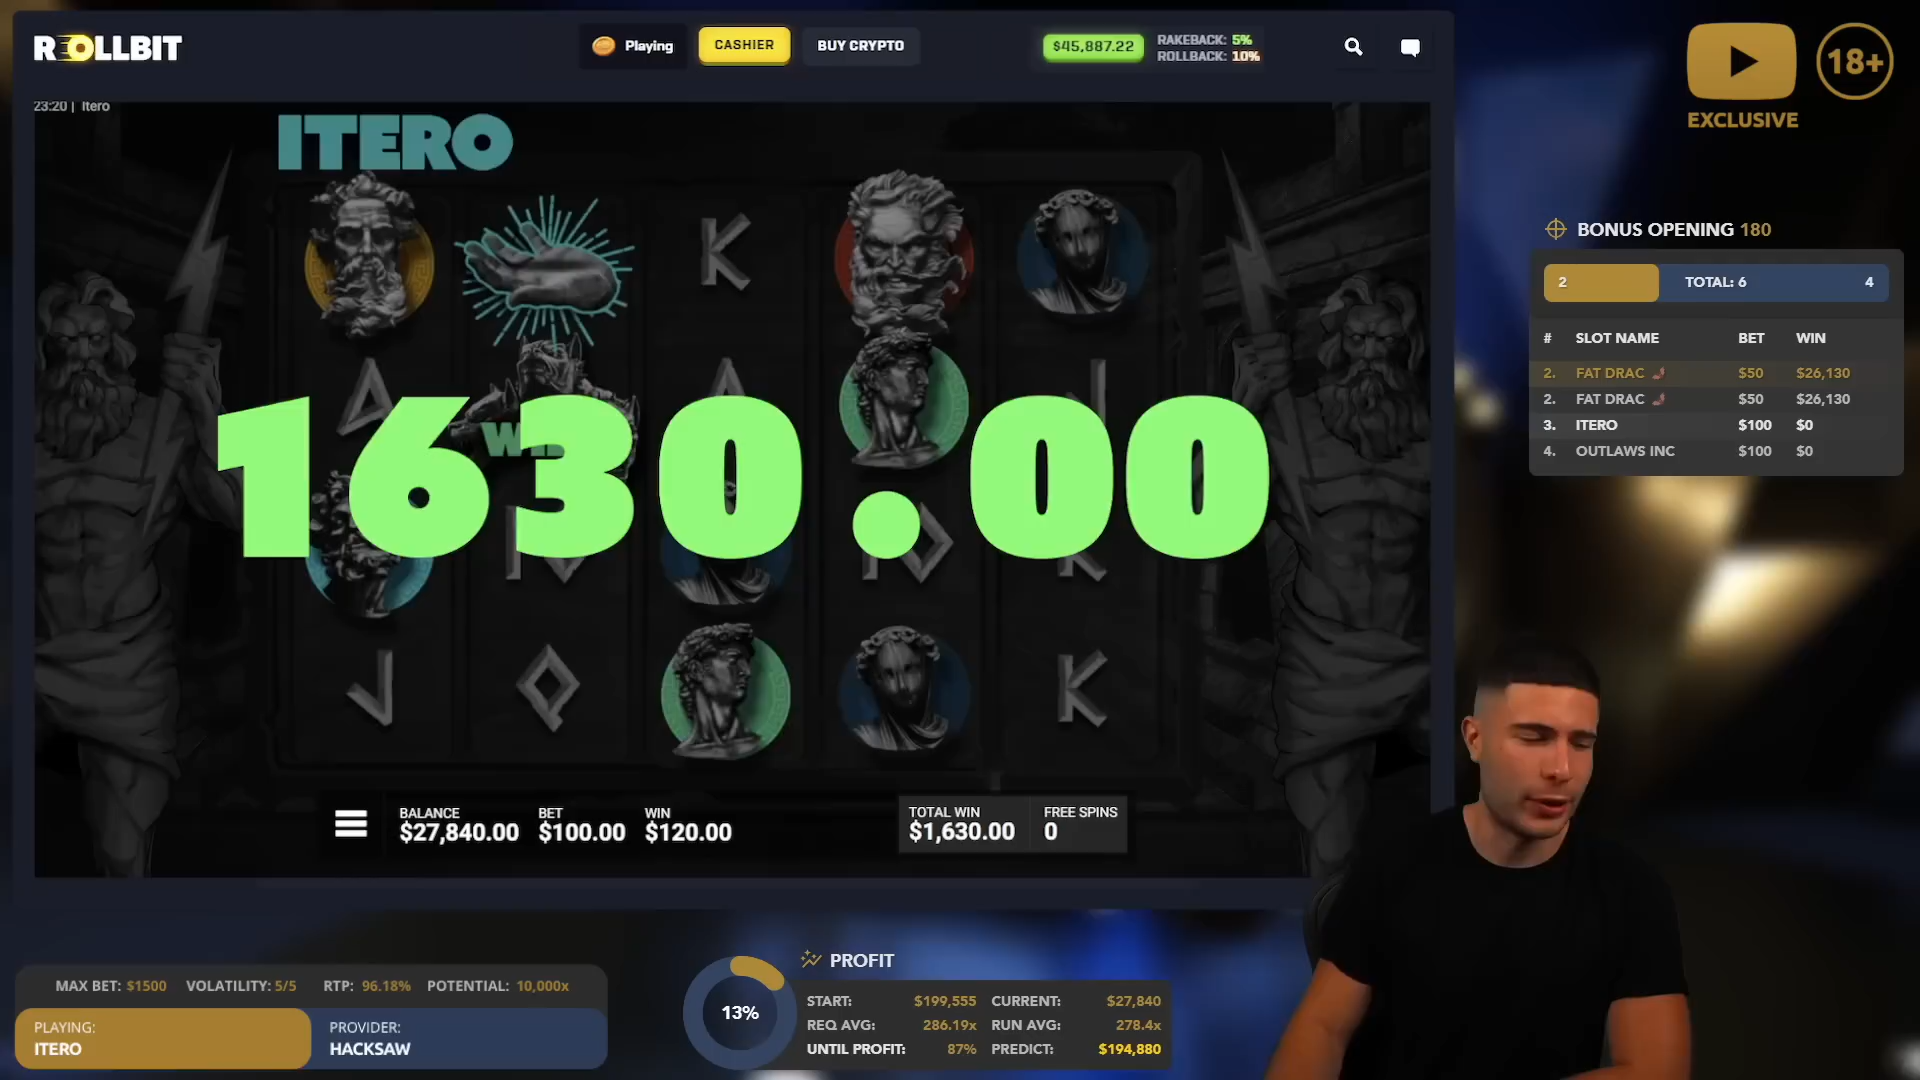 ROLLBIT
Playing
CASHIER
BUY CRYPTO
$45,887.22
RAKEBACK: 5%
ROLLBACK: 10%
18+
EXCLUSIVE
23:20 | Itero
ITERO
1630.00
BALANCE
$27,840.00
BET
$100.00
WIN
$120.00
TOTAL WIN
$1,630.00
FREE SPINS
0
BONUS OPENING 180
2 TOTAL: 6 4
# SLOT NAME BET WIN
2. FAT DRAC $50 $26,130
2. FAT DRAC $50 $26,130
3. ITERO $100 $0
4. OUTLAWS INC $100 $0
MAX BET: $1500 VOLATILITY: 5/5 RTP: 96.18% POTENTIAL: 10,000x
PLAYING:
ITERO
PROVIDER:
HACKSAW
13%
PROFIT
START: $199,555 CURRENT: $27,840
REQ AVG: 286.19x RUN AVG: 278.4x
UNTIL PROFIT: 87% PREDICT: $194,880